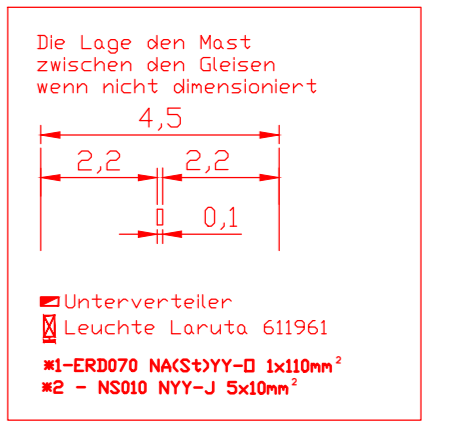 Die Lage den Mast
zwischen den Gleisen
wenn nicht dimensioniert
4,5
2,2 2,2
0,1
Unterverteiler
Leuchte Laruta 611961
*1-ERD070 NA(St)YY-O 1x110mm²
*2 - NS010 NYY-J 5x10mm²